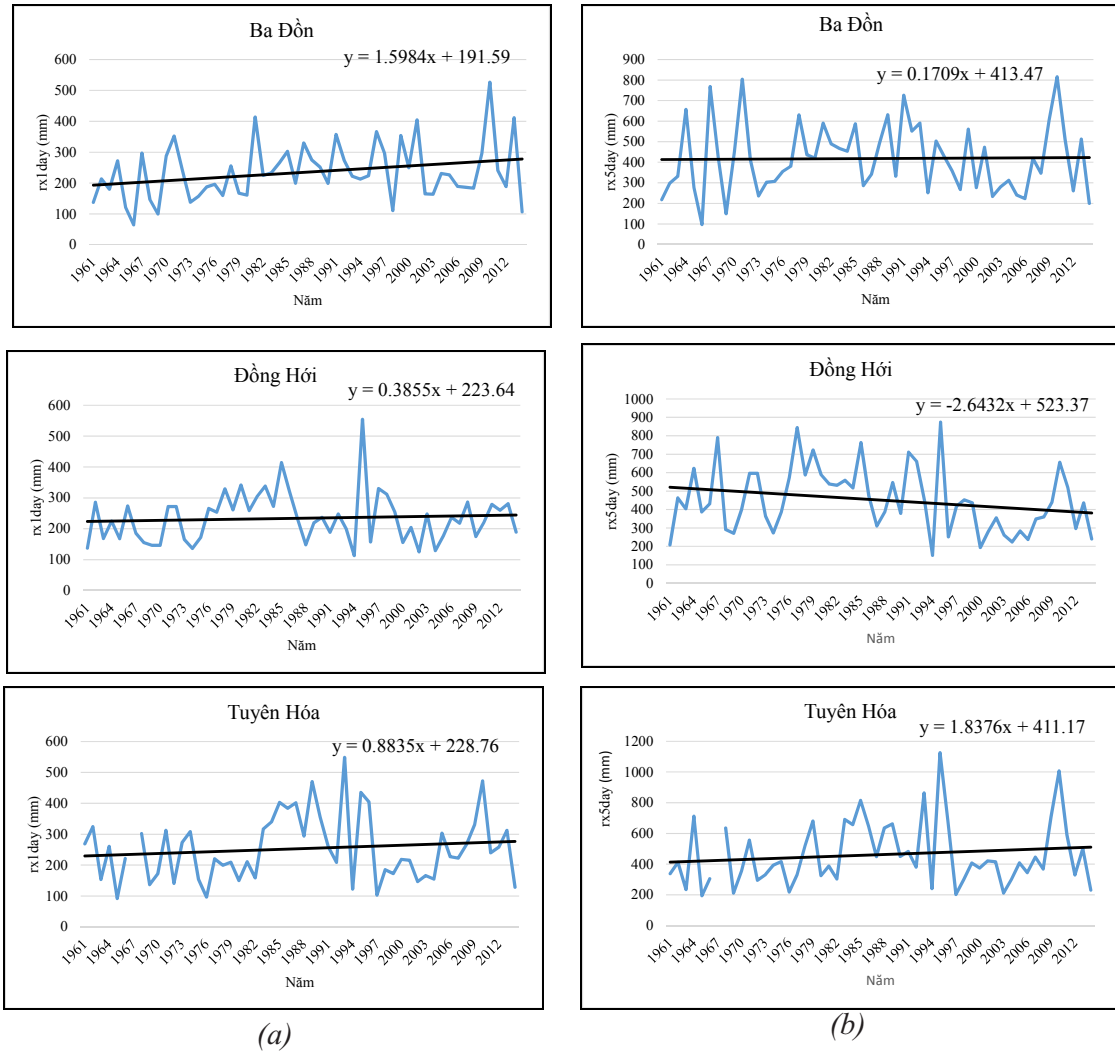 Ba Đồn
y = 1.5984x + 191.59
rx1day (mm)
600
500
400
300
200
100
0
1961 1964 1967 1970 1973 1976 1979 1982 1985 1988 1991 1994 1997 2000 2003 2006 2009 2012
Năm
Ba Đồn
y = 0.1709x + 413.47
rx5day (mm)
900
800
700
600
500
400
300
200
100
0
1961 1964 1967 1970 1973 1976 1979 1982 1985 1988 1991 1994 1997 2000 2003 2006 2009 2012
Năm
Đồng Hới
y = 0.3855x + 223.64
rx1day (mm)
600
500
400
300
200
100
0
1961 1964 1967 1970 1973 1976 1979 1982 1985 1988 1991 1994 1997 2000 2003 2006 2009 2012
Năm
Đồng Hới
y = -2.6432x + 523.37
rx5day (mm)
1000
900
800
700
600
500
400
300
200
100
0
1961 1964 1967 1970 1973 1976 1979 1982 1985 1988 1991 1994 1997 2000 2003 2006 2009 2012
Năm
Tuyên Hóa
y = 0.8835x + 228.76
rx1day (mm)
600
500
400
300
200
100
0
1961 1964 1967 1970 1973 1976 1979 1982 1985 1988 1991 1994 1997 2000 2003 2006 2009 2012
Năm
Tuyên Hóa
y = 1.8376x + 411.17
rx5day (mm)
1200
1000
800
600
400
200
0
1961 1964 1967 1970 1973 1976 1979 1982 1985 1988 1991 1994 1997 2000 2003 2006 2009 2012
Năm
(a)
(b)